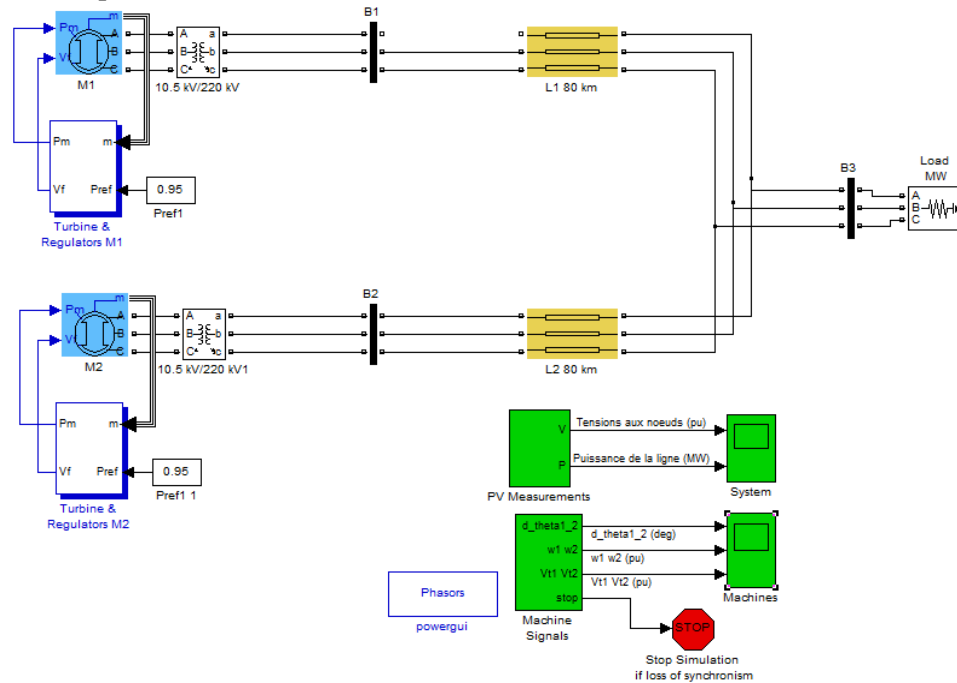 B1
m
Pm
A
A
a
B
B
b
Vf
C
C
c
M1
10.5 kV/220 kV
L1 80 km
Pm
m
Load
MW
B3
A
B
C
Vf
Pref
0.95
Pref1
Turbine &
Regulators M1
B2
m
Pm
A
A
a
B
B
b
Vf
C
C
c
M2
10.5 kV/220 kV1
L2 80 km
Pm
m
V
Tensions aux noeuds (pu)
Vf
Pref
0.95
P
Puissance de la ligne (MW)
Pref1 1
PV Measurements
System
Turbine &
Regulators M2
d_theta1_2
d_theta1_2 (deg)
w1 w2
w1 w2 (pu)
Vt1 Vt2
Vt1 Vt2 (pu)
Phasors
stop
Machines
powergui
Machine
Signals
STOP
Stop Simulation
if loss of synchronism